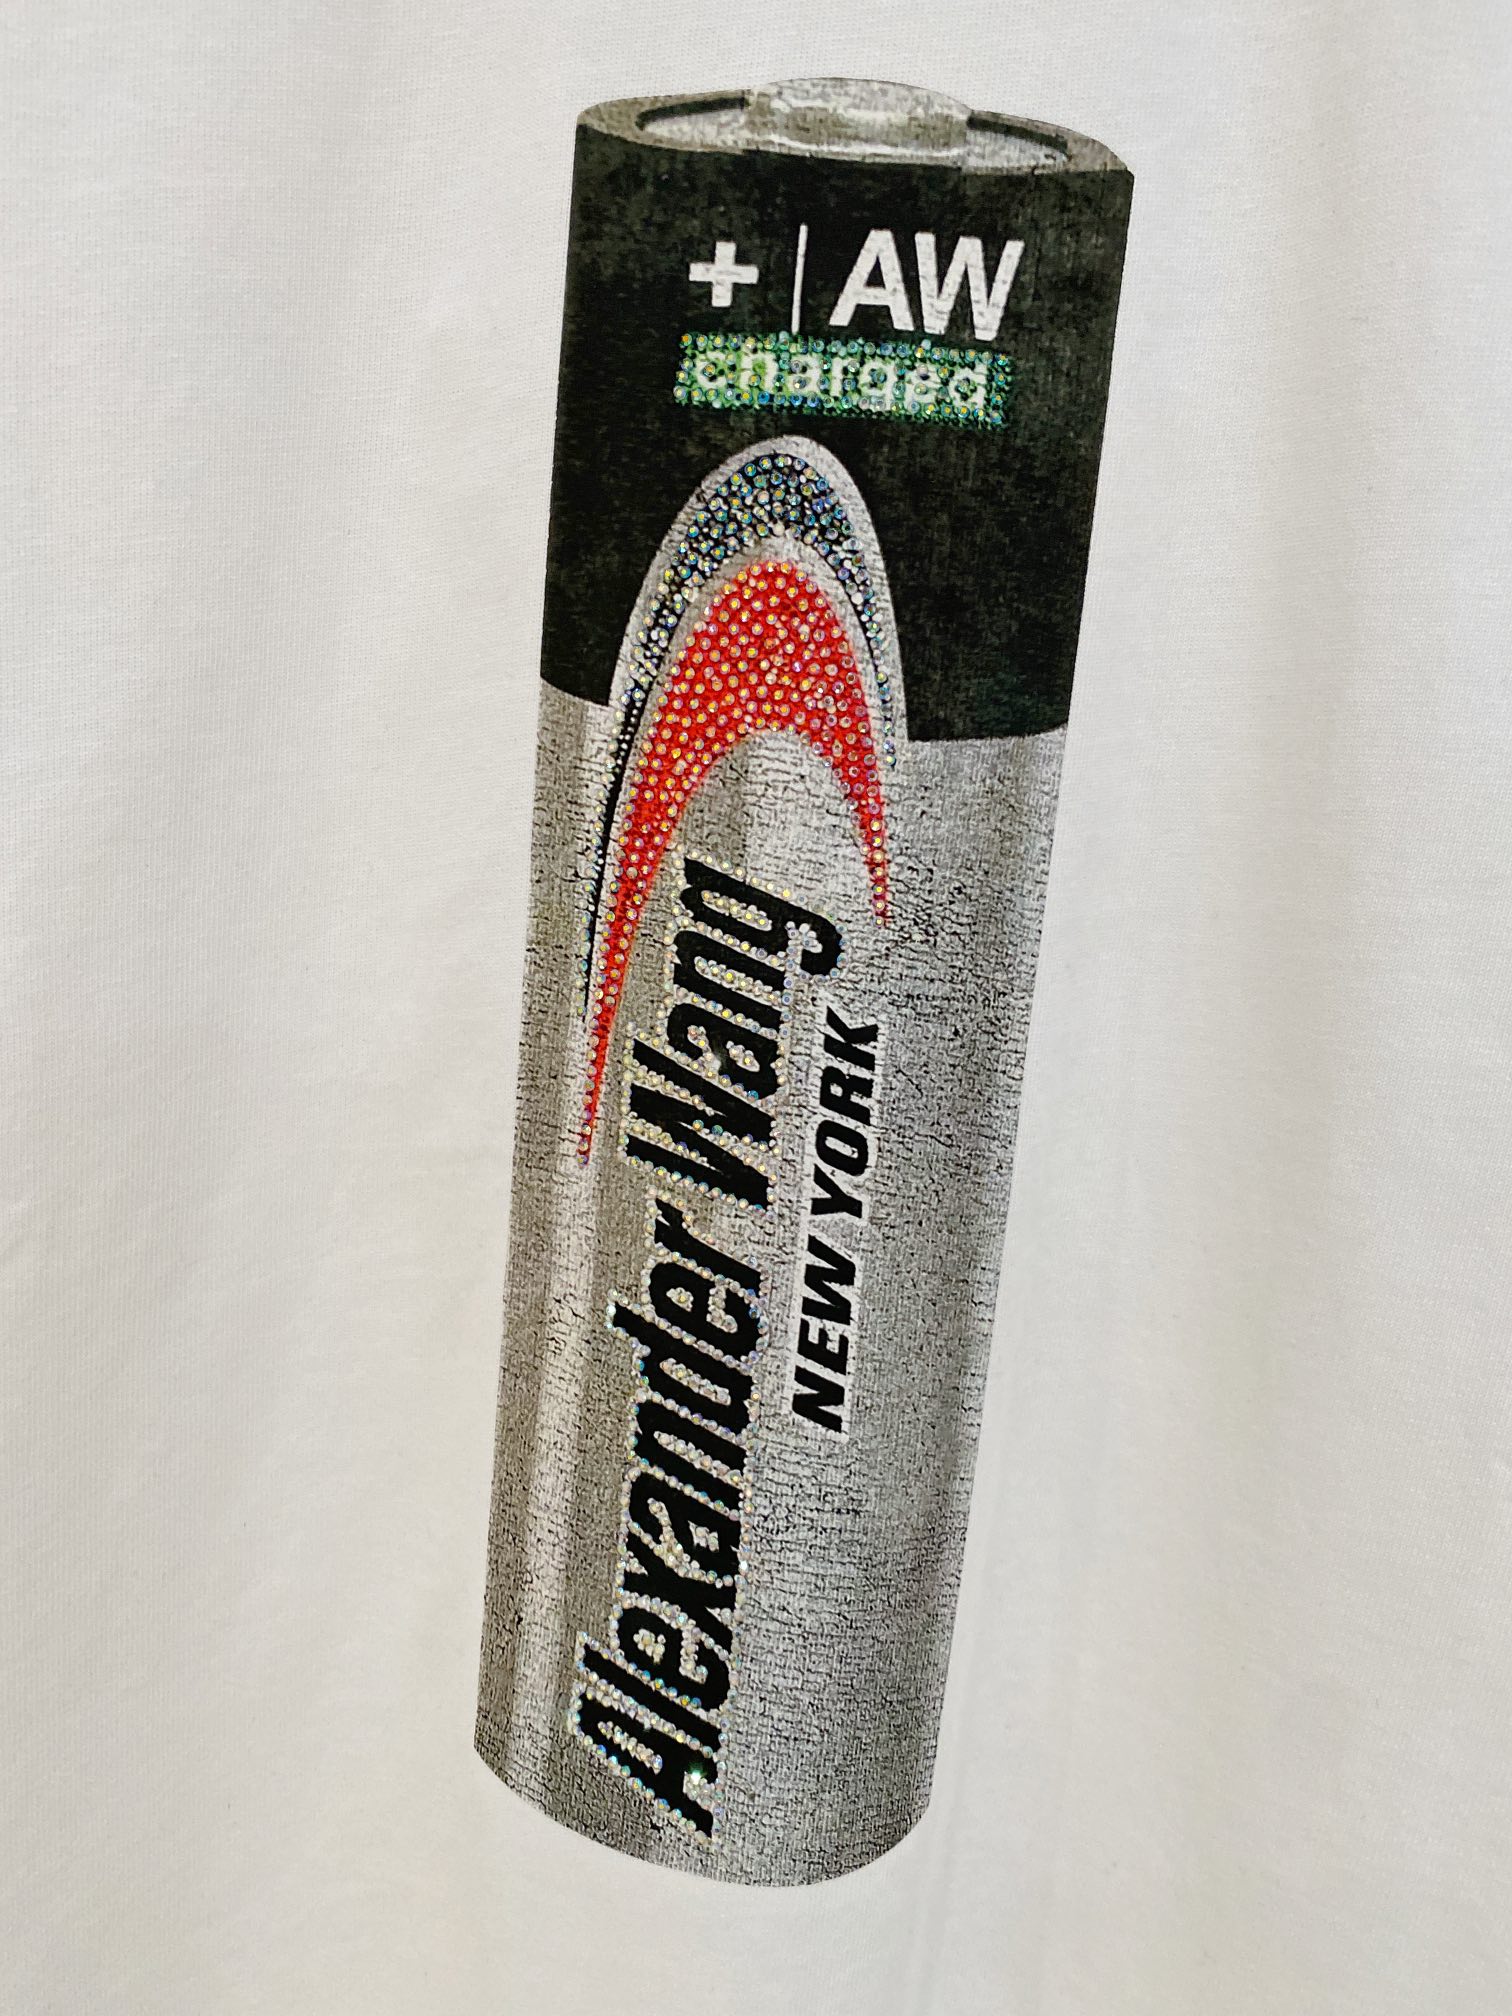 + | AW
charged
Alexander Wang
NEW YORK